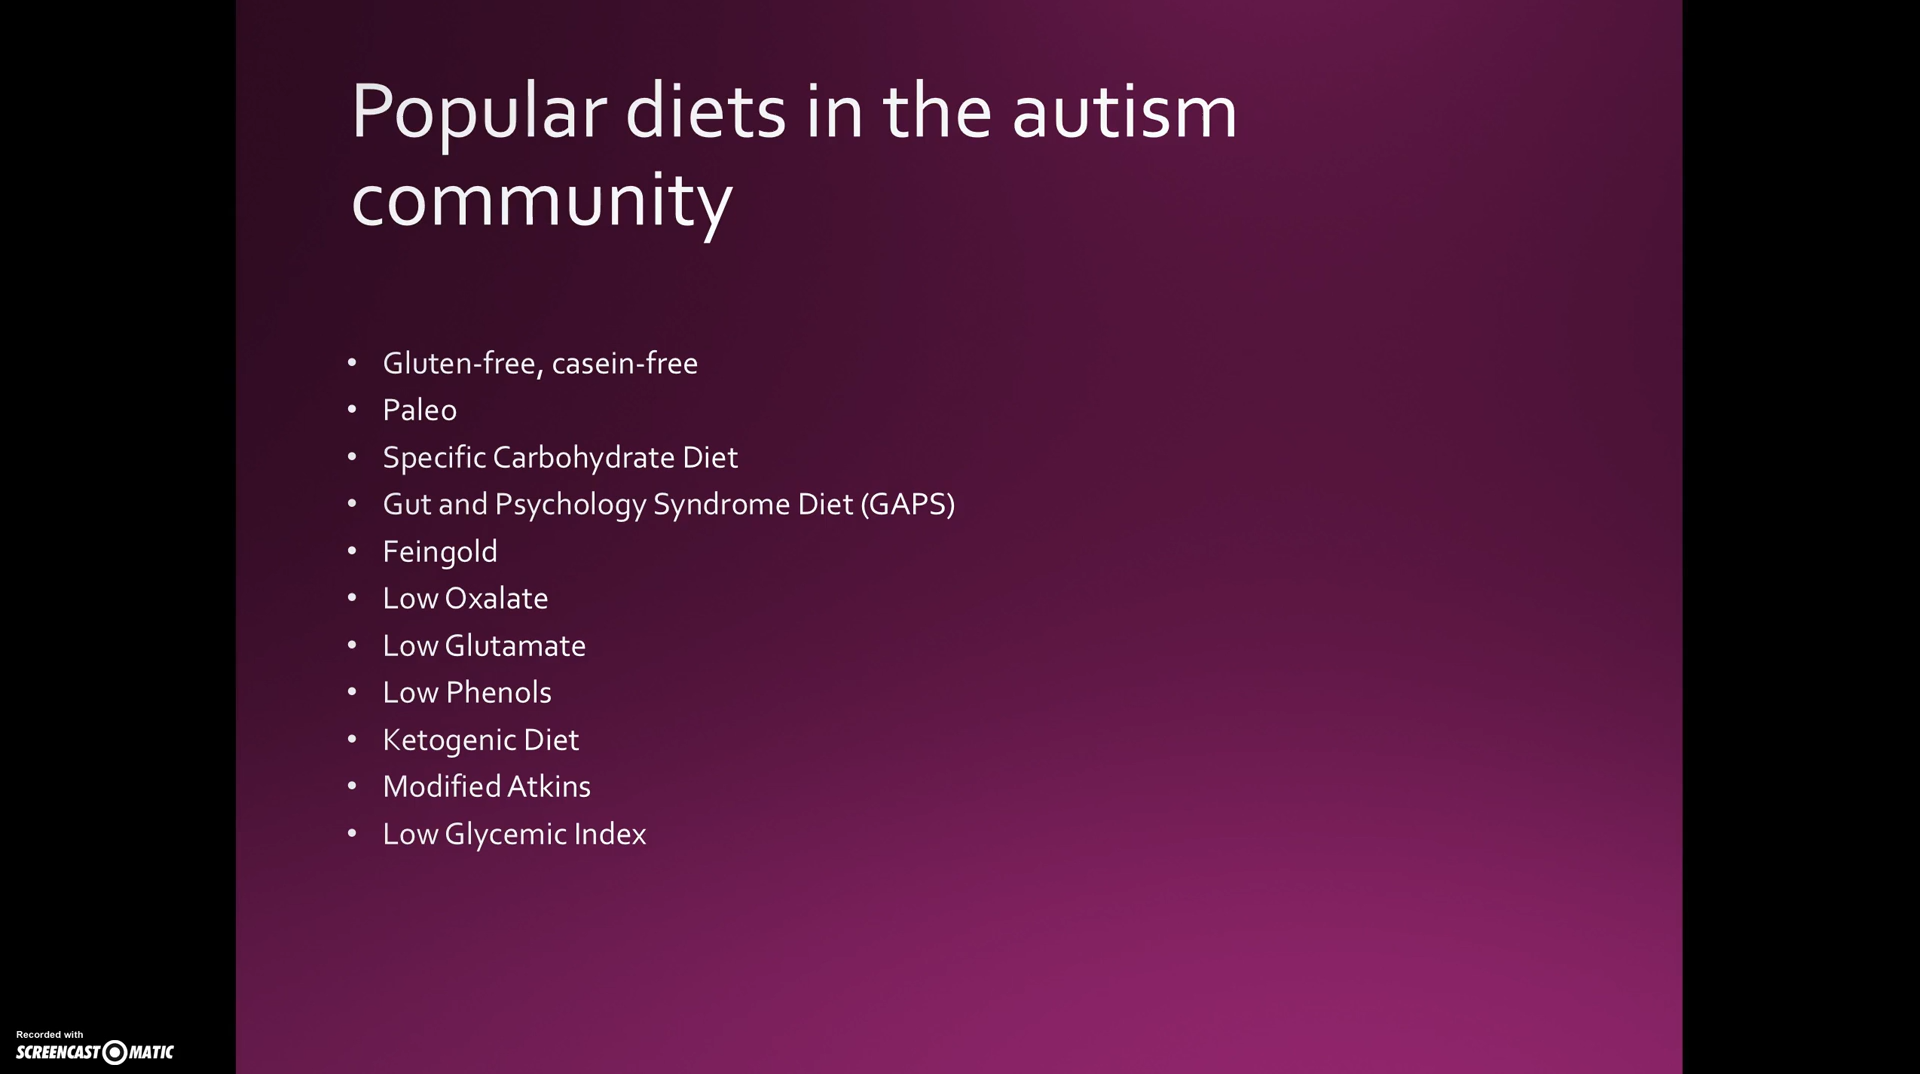 Popular diets in the autism
community
• Gluten-free, casein-free
• Paleo
• Specific Carbohydrate Diet
• Gut and Psychology Syndrome Diet (GAPS)
• Feingold
• Low Oxalate
• Low Glutamate
• Low Phenols
• Ketogenic Diet
• Modified Atkins
• Low Glycemic Index
Recorded with
SCREENCAST MATIC